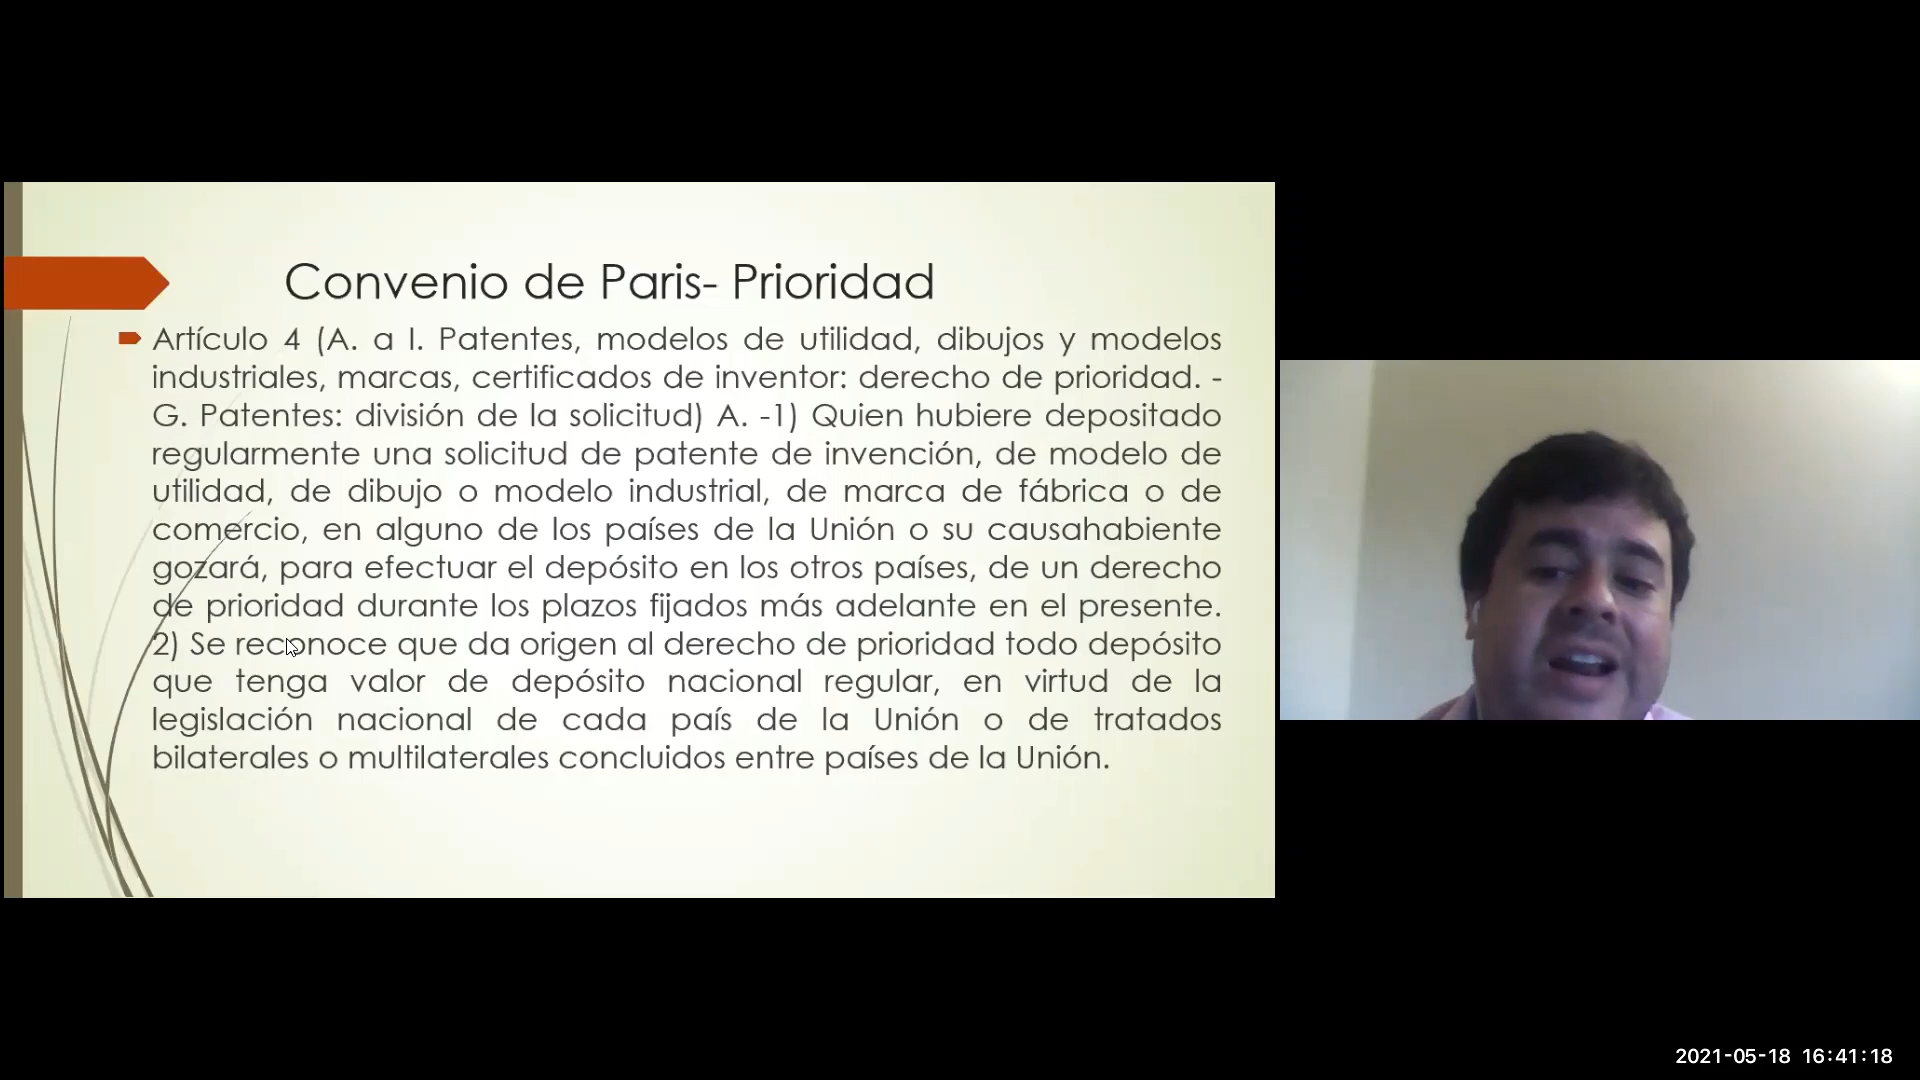 Convenio de Paris- Prioridad
Artículo 4 (A. a I. Patentes, modelos de utilidad, dibujos y modelos
industriales, marcas, certificados de inventor: derecho de prioridad. -
G. Patentes: división de la solicitud) A. -1) Quien hubiere depositado
regularmente una solicitud de patente de invención, de modelo de
utilidad, de dibujo o modelo industrial, de marca de fábrica o de
comercio, en alguno de los países de la Unión o su causahabiente
gozará, para efectuar el depósito en los otros países, de un derecho
de prioridad durante los plazos fijados más adelante en el presente.
2) Se reconoce que da origen al derecho de prioridad todo depósito
que tenga valor de depósito nacional regular, en virtud de la
legislación nacional de cada país de la Unión o de tratados
bilaterales o multilaterales concluidos entre países de la Unión.
2021-05-18 16:41:18